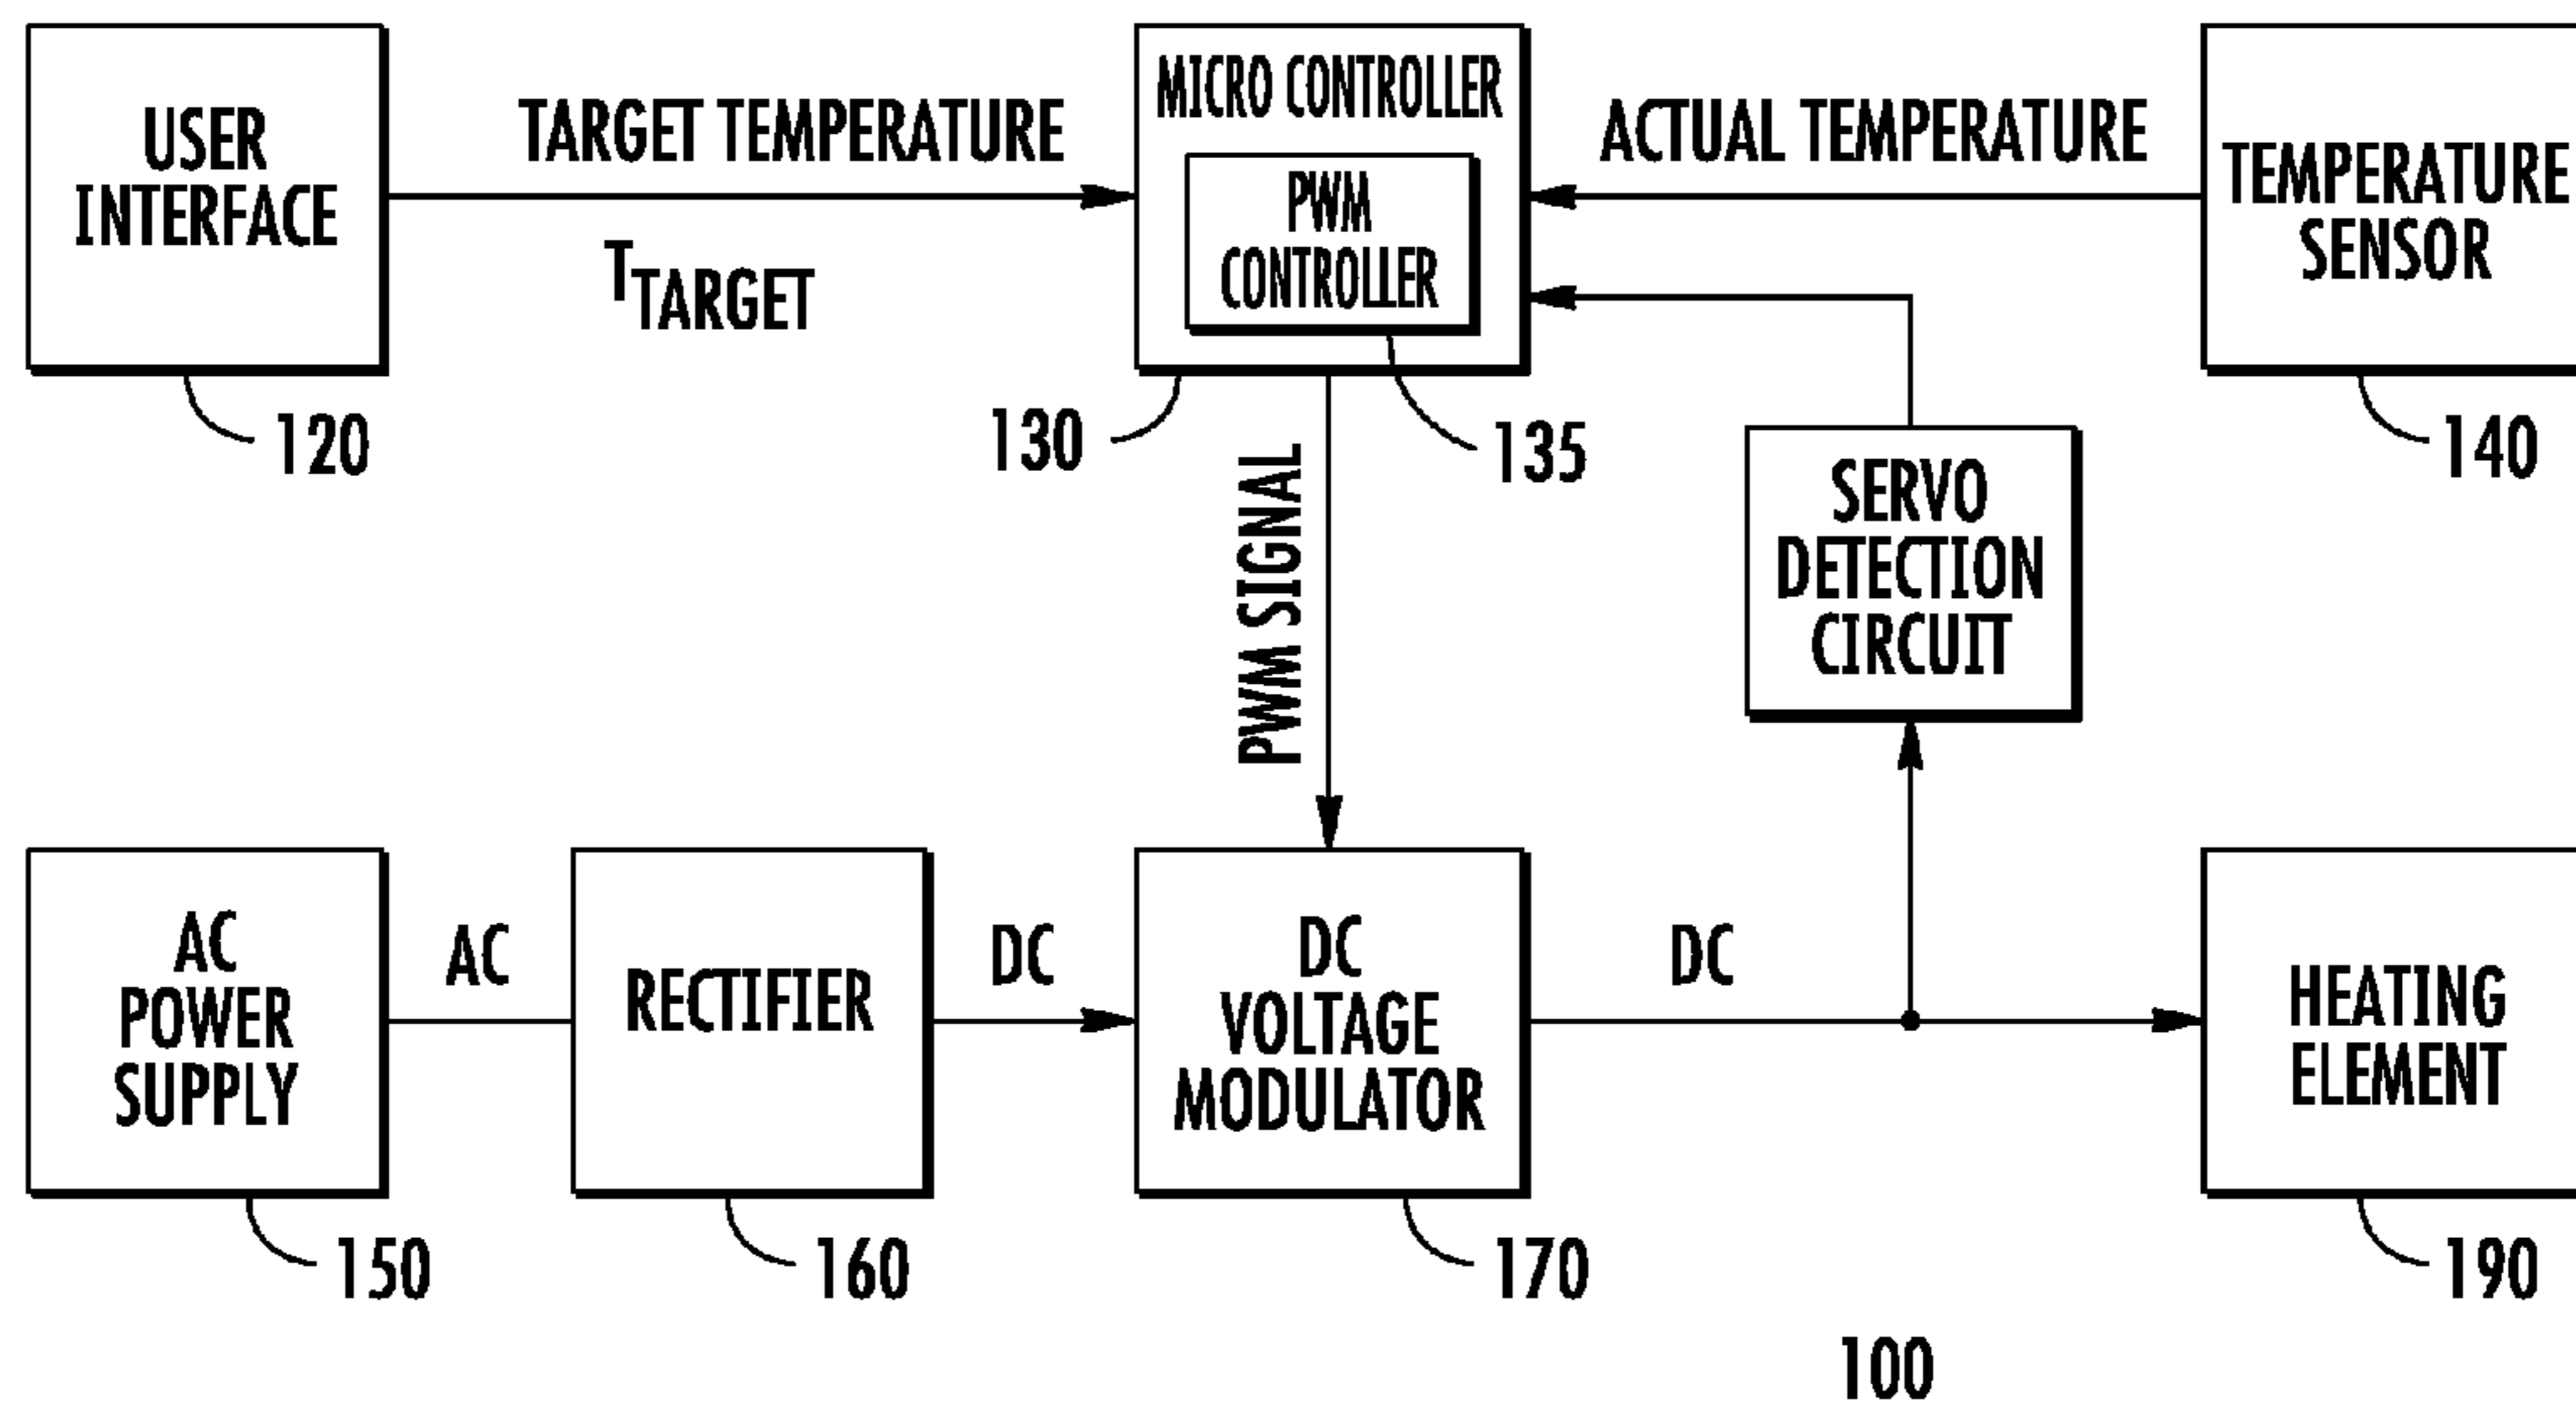 USER
INTERFACE
120
TARGET TEMPERATURE
TTARGET
MICRO CONTROLLER
PWM
CONTROLLER
130
135
ACTUAL TEMPERATURE
TEMPERATURE
SENSOR
140
PWM SIGNAL
SERVO
DETECTION
CIRCUIT
AC
POWER
SUPPLY
150
AC
RECTIFIER
160
DC
DC
VOLTAGE
MODULATOR
170
DC
HEATING
ELEMENT
190
100